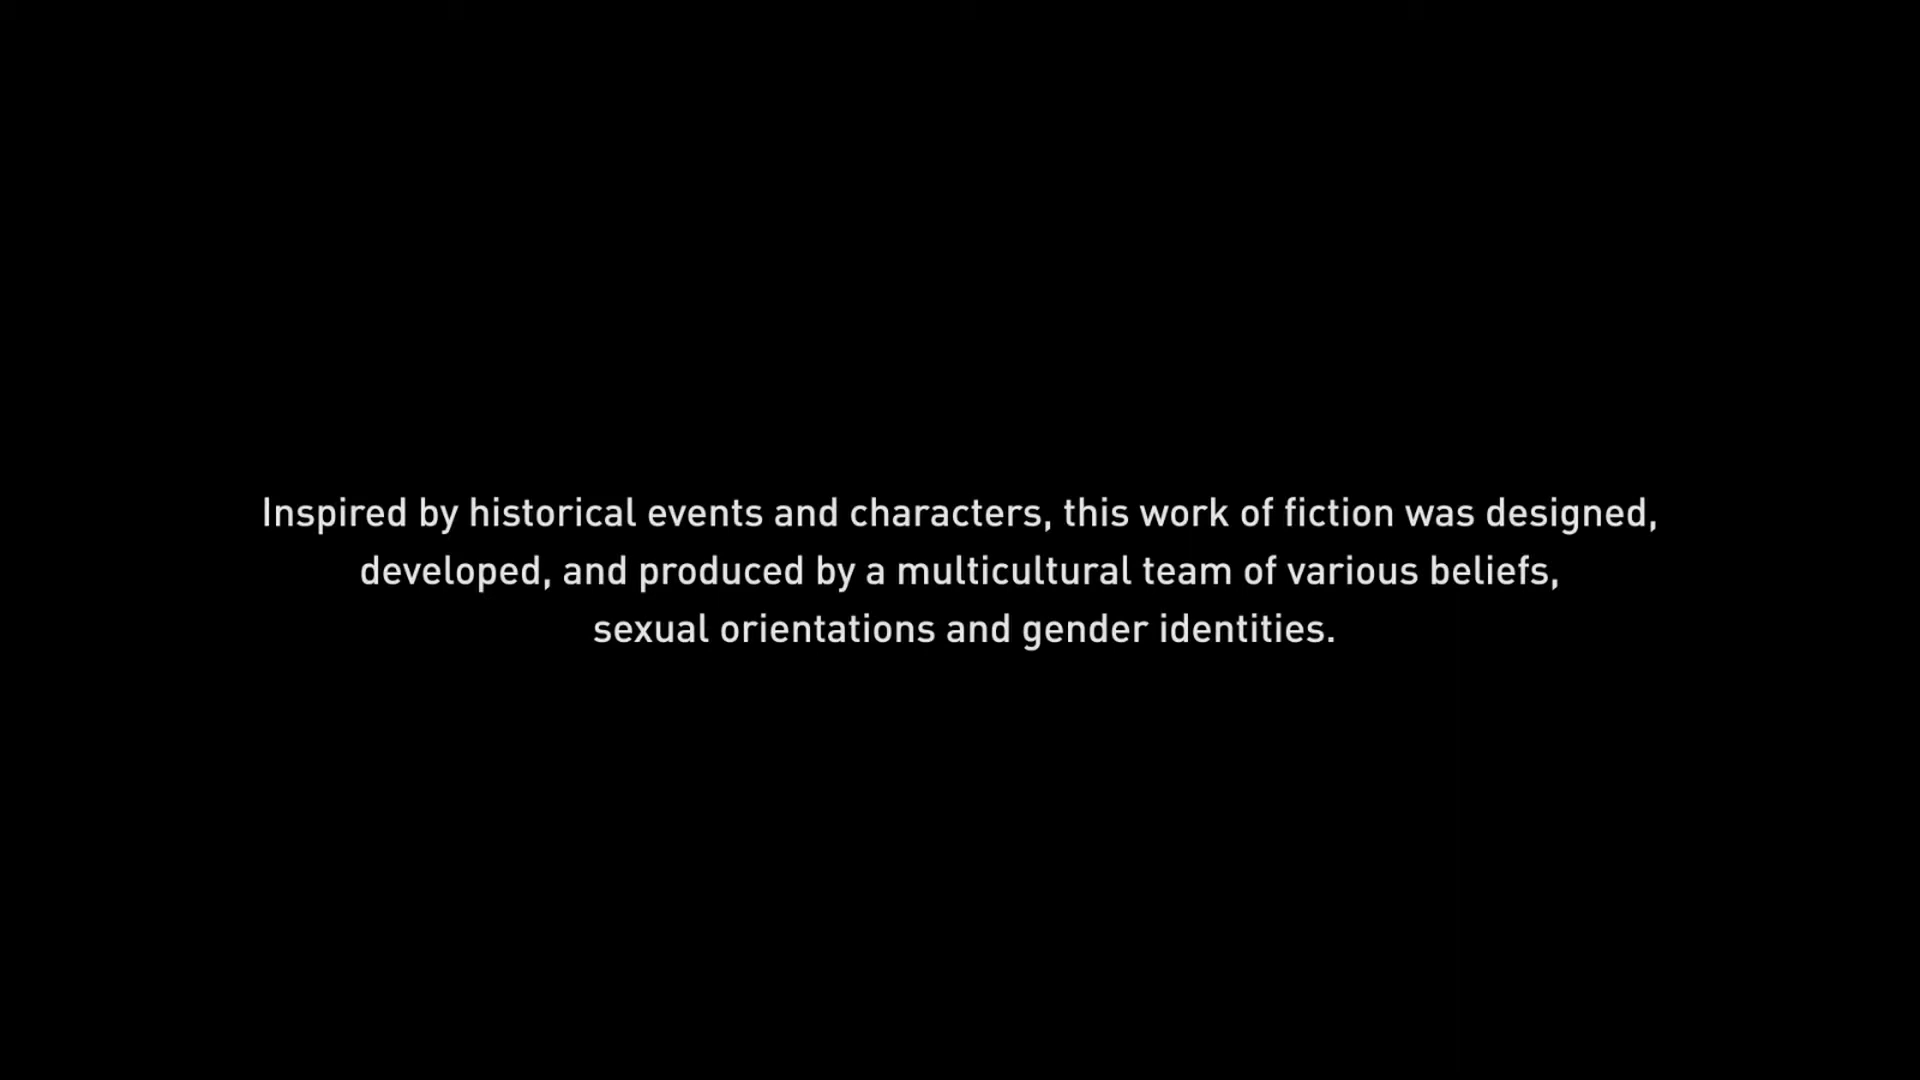 Inspired by historical events and characters, this work of fiction was designed,
developed, and produced by a multicultural team of various beliefs,
sexual orientations and gender identities.